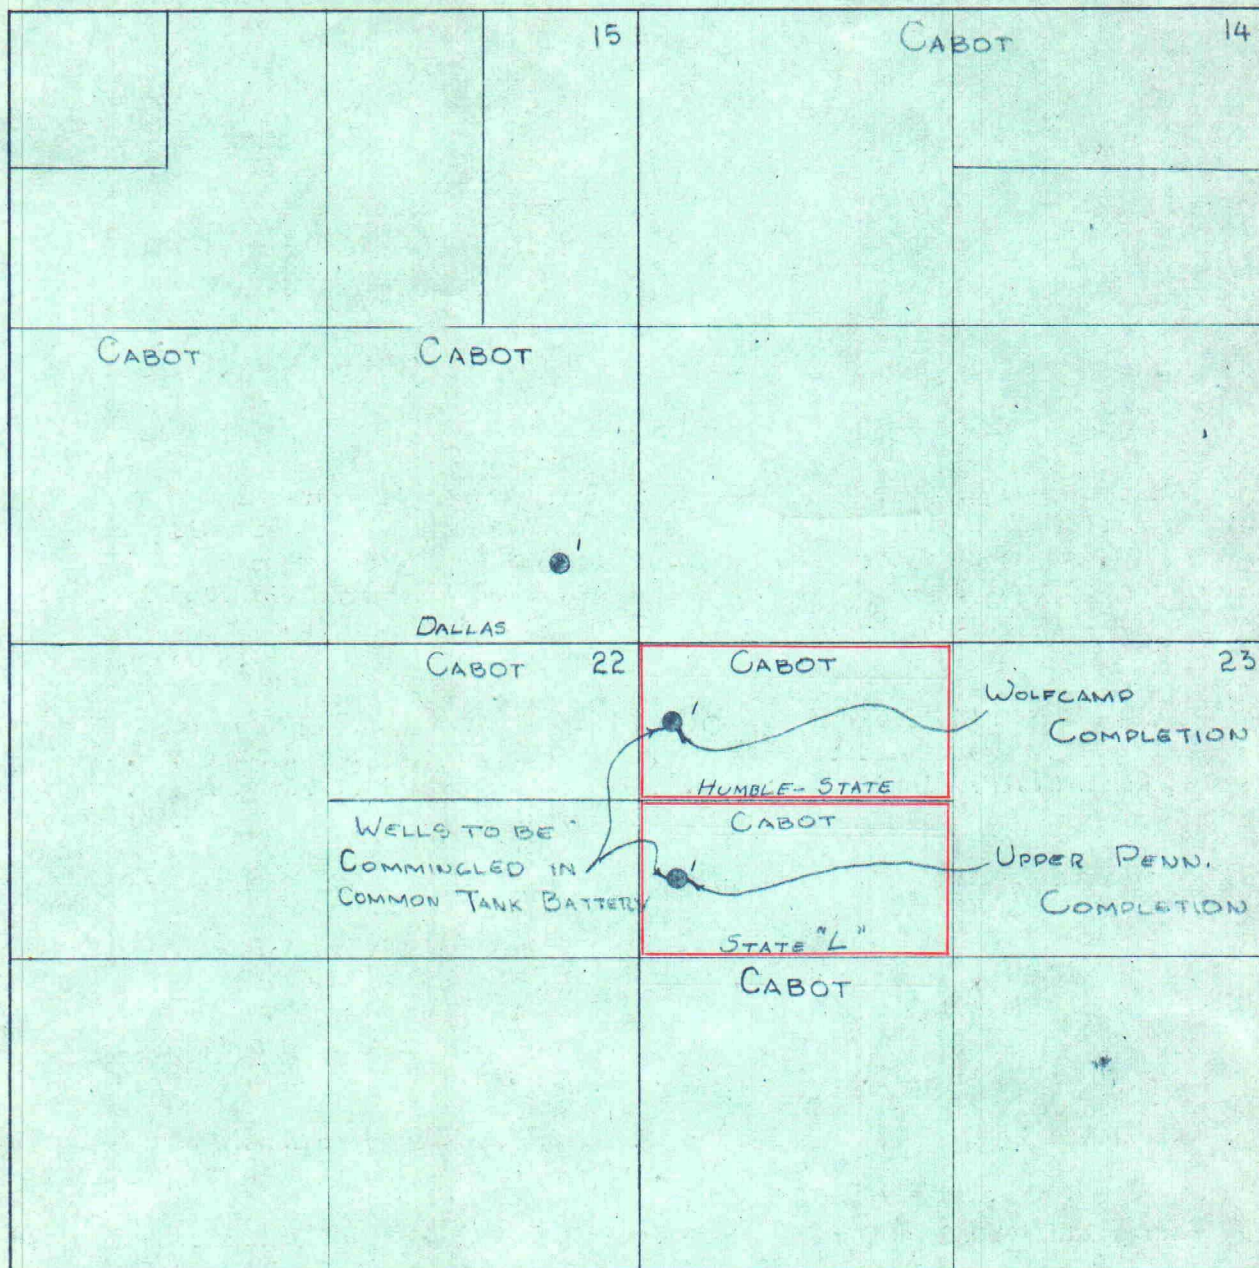 15
CABOT
14
CABOT
CABOT
1
DALLAS
CABOT
22
CABOT
23
1
WOLFCAMP
COMPLETION
HUMBLE-STATE
CABOT
WELLS TO BE
COMMINGLED IN
COMMON TANK BATTERY
1
UPPER PENN.
COMPLETION
STATE "L"
CABOT